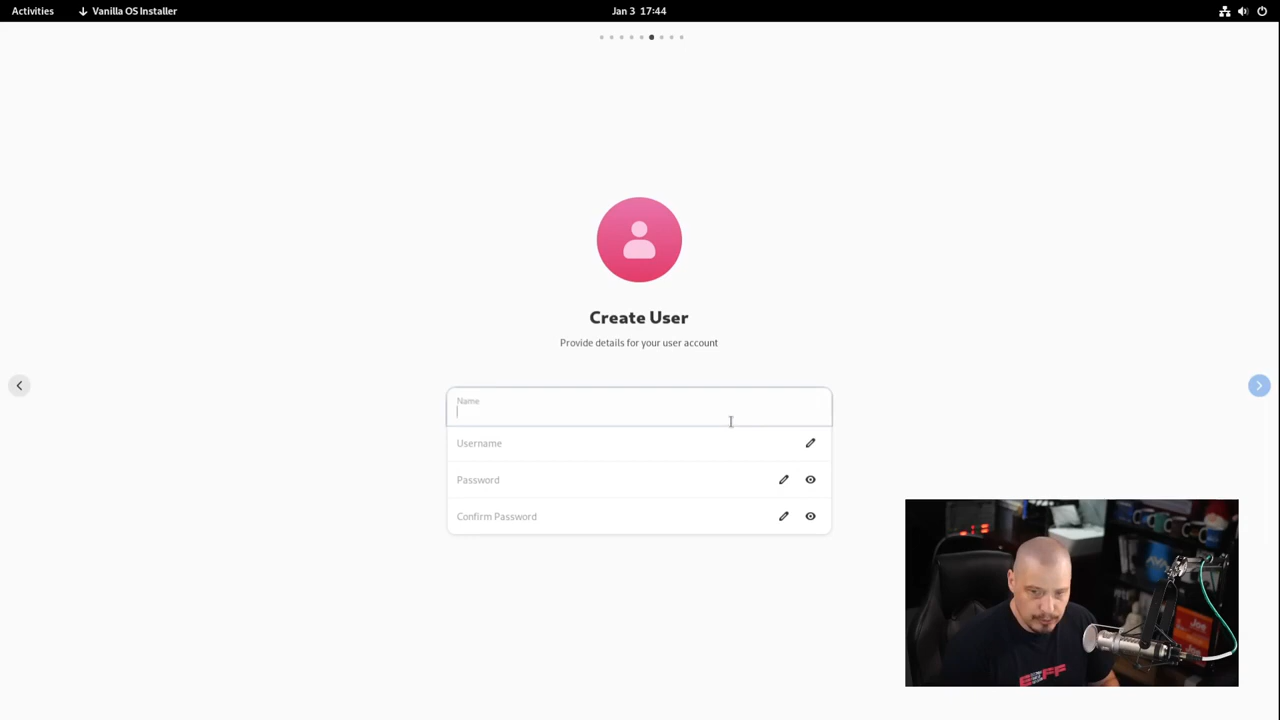 Activities
Vanilla OS Installer
Jan 3 17:44
Create User
Provide details for your user account
Name
Username
Password
Confirm Password